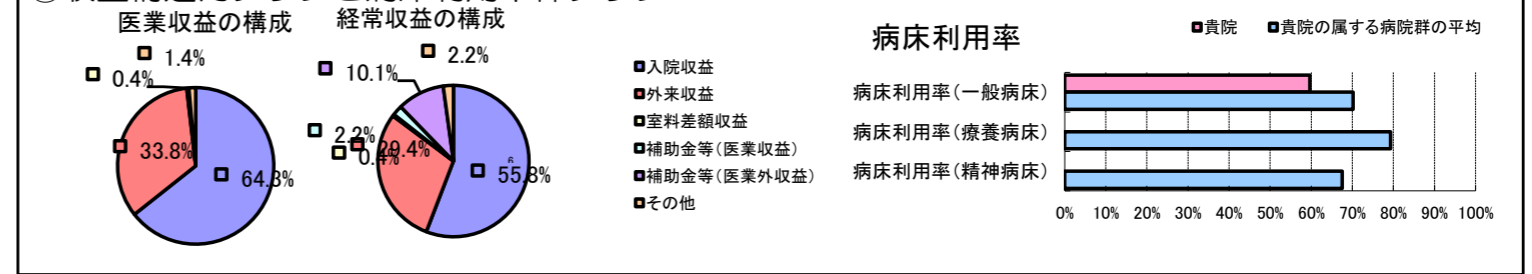 医業収益の構成
経常収益の構成
1.4%
0.4%
33.8%
64.3%
2.2%
10.1%
2.2%
0.4%
29.4%
55.8%
入院収益
外来収益
室料差額収益
補助金等(医業収益)
補助金等(医業外収益)
その他
病床利用率
貴院
貴院の属する病院群の平均
病床利用率(一般病床)
病床利用率(療養病床)
病床利用率(精神病床)
0% 10% 20% 30% 40% 50% 60% 70% 80% 90% 100%